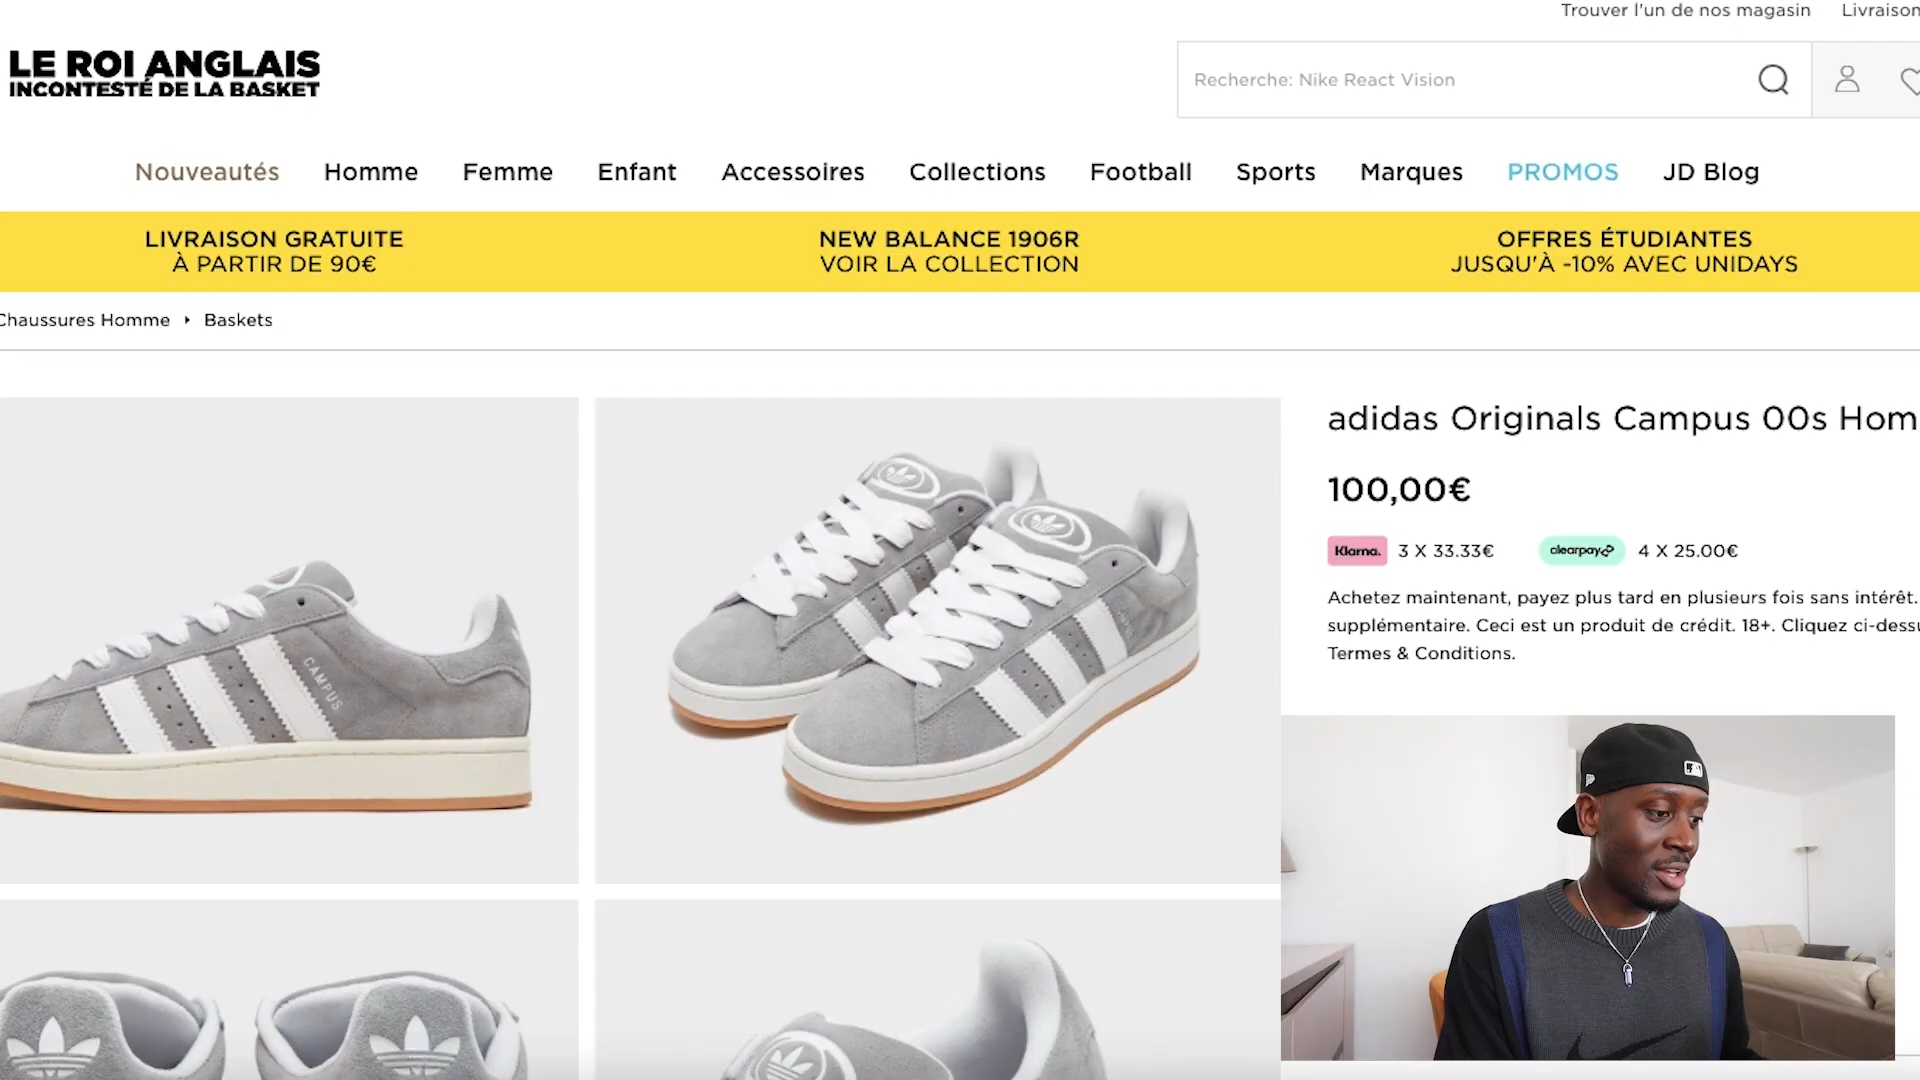 Trouver l'un de nos magasin
Livraison
LE ROI ANGLAIS
INCONTESTÉ DE LA BASKET
Recherche: Nike React Vision
Nouveautés Homme Femme Enfant Accessoires Collections Football Sports Marques PROMOS JD Blog
LIVRAISON GRATUITE
À PARTIR DE 90€
NEW BALANCE 1906R
VOIR LA COLLECTION
OFFRES ÉTUDIANTES
JUSQU'À -10% AVEC UNIDAYS
Chaussures Homme
Baskets
adidas Originals Campus 00s Hom
100,00€
Klarna. 3 X 33.33€
clearpay 4 X 25.00€
Achetez maintenant, payez plus tard en plusieurs fois sans intérêt.
supplémentaire. Ceci est un produit de crédit. 18+. Cliquez ci-dessu
Termes & Conditions.
CAMPUS